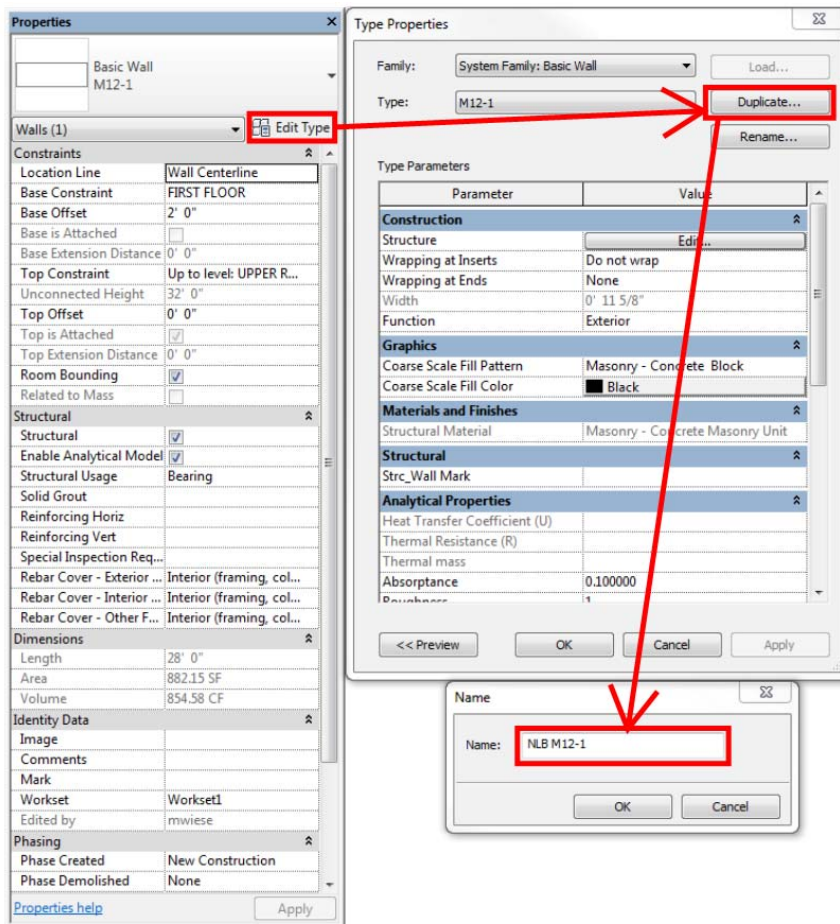 Properties
Basic Wall
M12-1
Walls (1)
Edit Type
Constraints
Location Line Wall Centerline
Base Constraint FIRST FLOOR
Base Offset 2' 0"
Base is Attached
Base Extension Distance 0' 0"
Top Constraint Up to level: UPPER R...
Unconnected Height 32' 0"
Top Offset 0' 0"
Top is Attached
Top Extension Distance 0' 0"
Room Bounding
Related to Mass
Structural
Structural
Enable Analytical Model
Structural Usage Bearing
Solid Grout
Reinforcing Horiz
Reinforcing Vert
Special Inspection Req...
Rebar Cover - Exterior ... Interior (framing, col...
Rebar Cover - Interior ... Interior (framing, col...
Rebar Cover - Other F... Interior (framing, col...
Dimensions
Length 28' 0"
Area 882.15 SF
Volume 854.58 CF
Identity Data
Image
Comments
Mark
Workset Workset1
Edited by mwiese
Phasing
Phase Created New Construction
Phase Demolished None
Properties help Apply
Type Properties
Family: System Family: Basic Wall Load...
Type: M12-1 Duplicate...
Rename...
Type Parameters
Parameter Value
Construction
Structure Edit...
Wrapping at Inserts Do not wrap
Wrapping at Ends None
Width 0' 11 5/8"
Function Exterior
Graphics
Coarse Scale Fill Pattern Masonry - Concrete Block
Coarse Scale Fill Color Black
Materials and Finishes
Structural Material Masonry - Concrete Masonry Unit
Structural
Strc_Wall Mark
Analytical Properties
Heat Transfer Coefficient (U)
Thermal Resistance (R)
Thermal mass
Absorptance 0.100000
Roughness 1
<< Preview OK Cancel Apply
Name
Name: NLB M12-1
OK Cancel